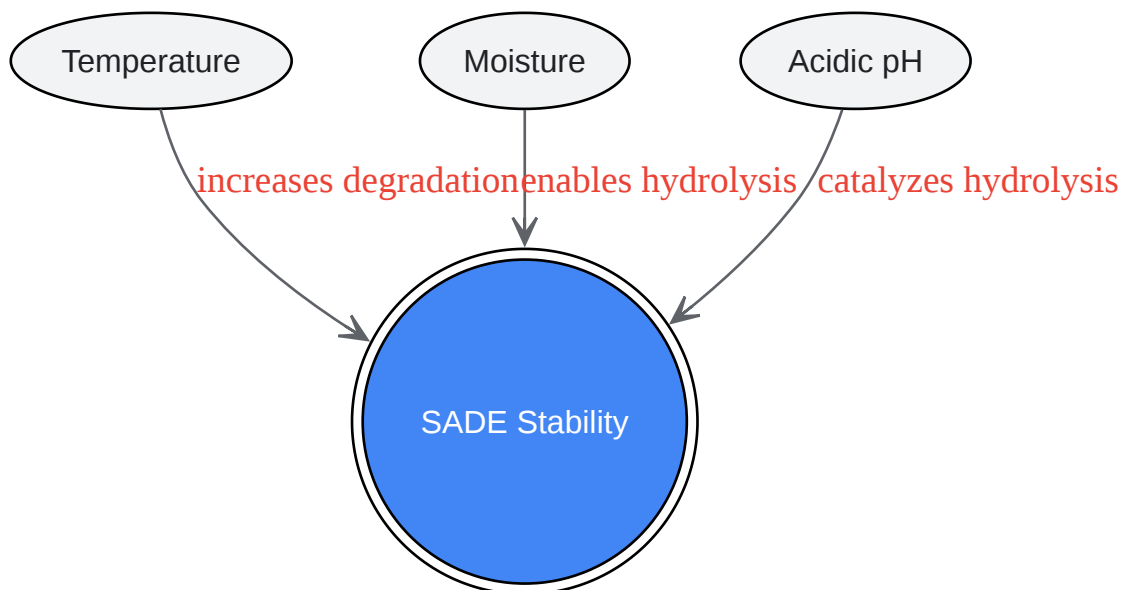 Temperature
Moisture
Acidic pH
increases degradation
enables hydrolysis
catalyzes hydrolysis
SADE Stability